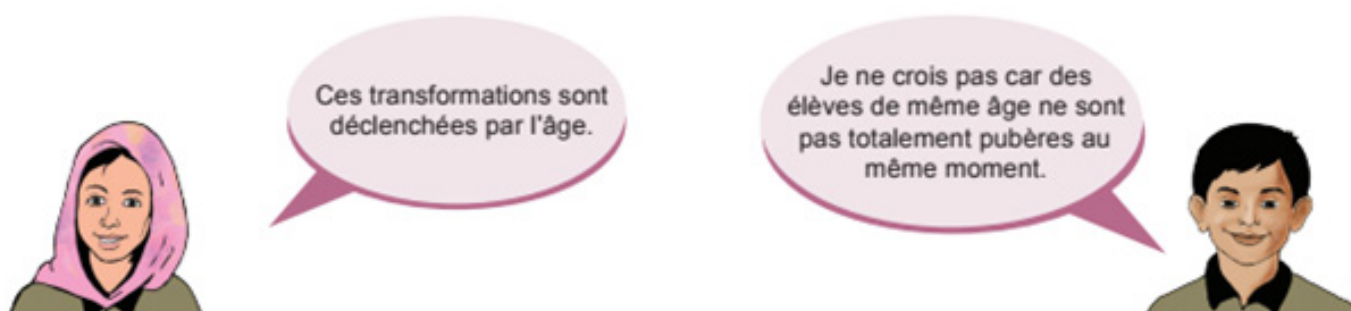 Ces transformations sont
déclenchées par l'âge.
Je ne crois pas car des
élèves de même âge ne sont
pas totalement pubères au
même moment.